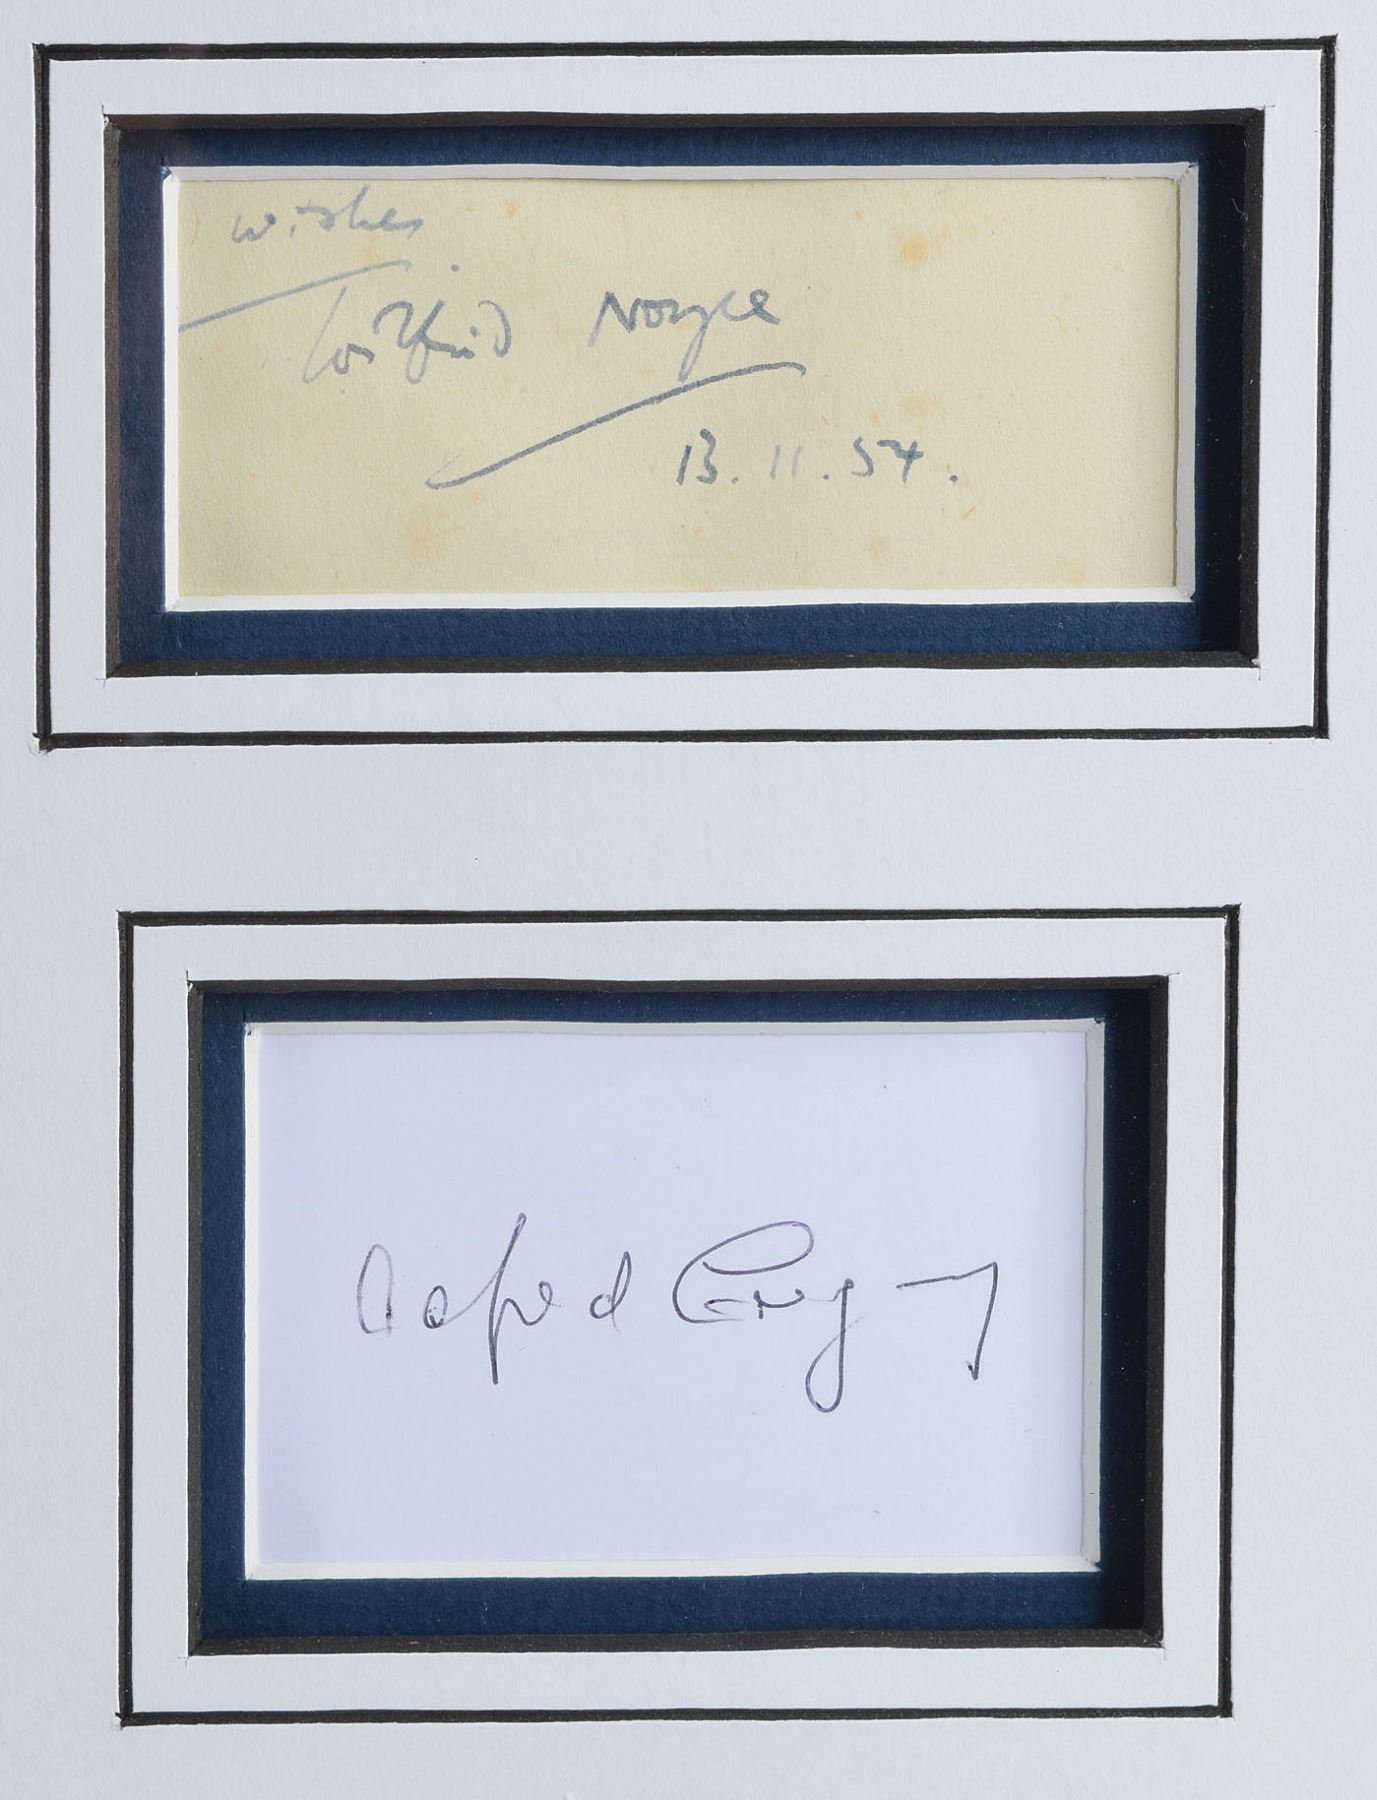 wishes
Wilfrid Noyce
13.11.54.
Alfred Gregory